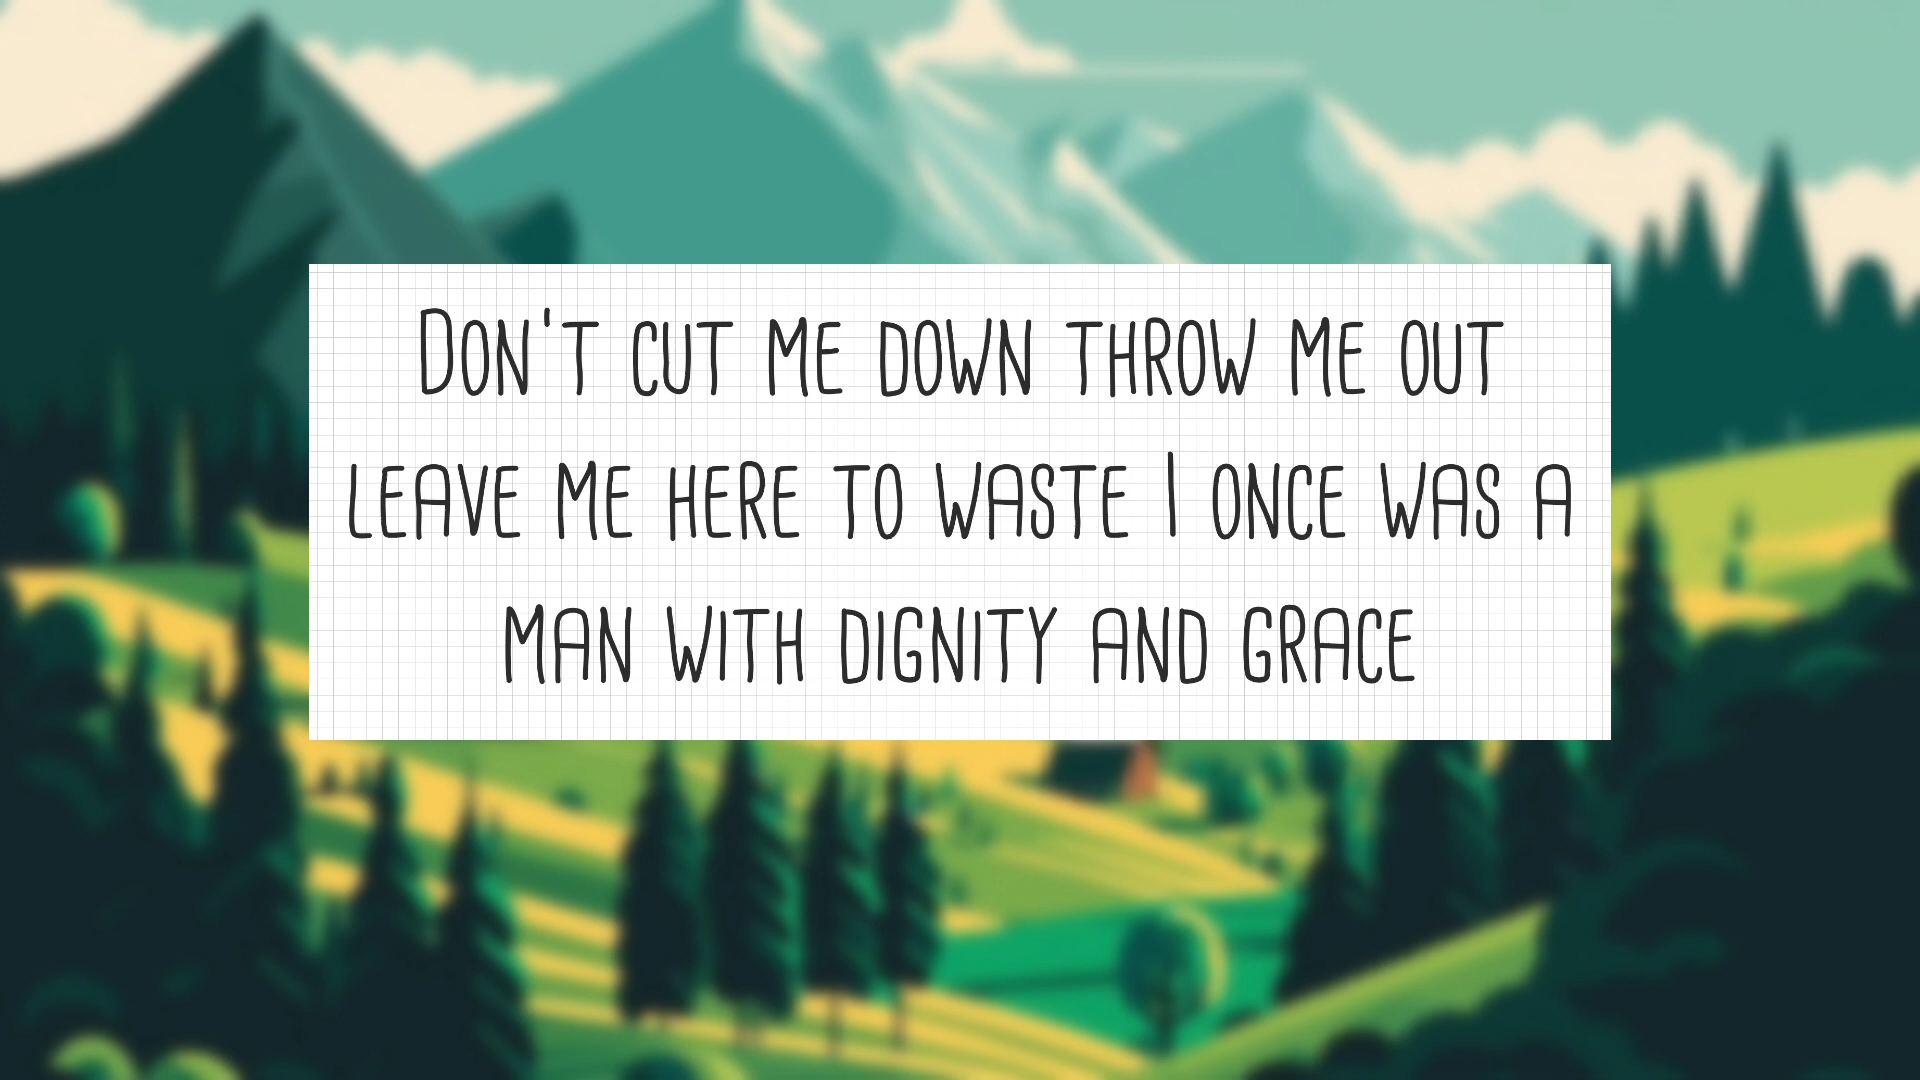 Don't cut me down throw me out
leave me here to waste I once was a
man with dignity and grace